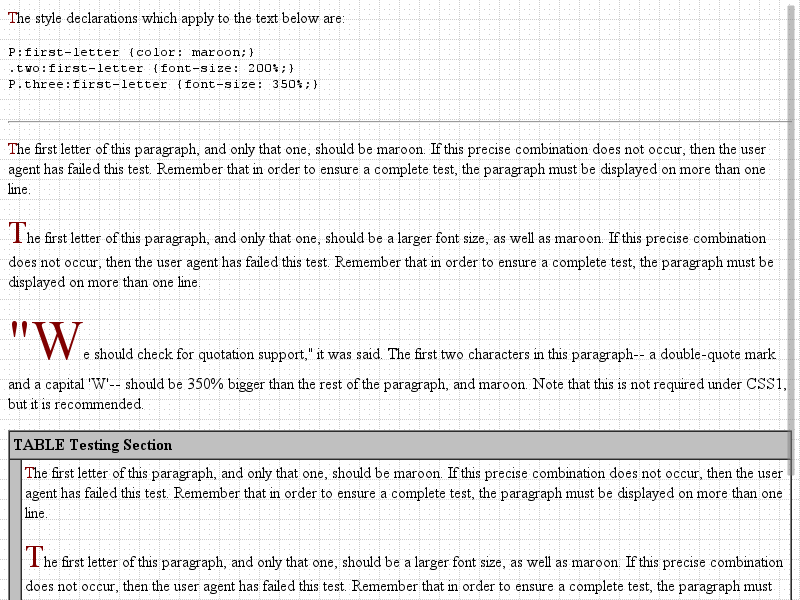 The style declarations which apply to the text below are:
P:first-letter {color: maroon;}
.two:first-letter {font-size: 200%;}
P.three:first-letter {font-size: 350%;}
The first letter of this paragraph, and only that one, should be maroon. If this precise combination does not occur, then the user
agent has failed this test. Remember that in order to ensure a complete test, the paragraph must be displayed on more than one
line.
The first letter of this paragraph, and only that one, should be a larger font size, as well as maroon. If this precise combination
does not occur, then the user agent has failed this test. Remember that in order to ensure a complete test, the paragraph must be
displayed on more than one line.
"We should check for quotation support," it was said. The first two characters in this paragraph-- a double-quote mark
and a capital 'W'-- should be 350% bigger than the rest of the paragraph, and maroon. Note that this is not required under CSS1,
but it is recommended.
TABLE Testing Section
The first letter of this paragraph, and only that one, should be maroon. If this precise combination does not occur, then the user
agent has failed this test. Remember that in order to ensure a complete test, the paragraph must be displayed on more than one
line.
The first letter of this paragraph, and only that one, should be a larger font size, as well as maroon. If this precise combination
does not occur, then the user agent has failed this test. Remember that in order to ensure a complete test, the paragraph must